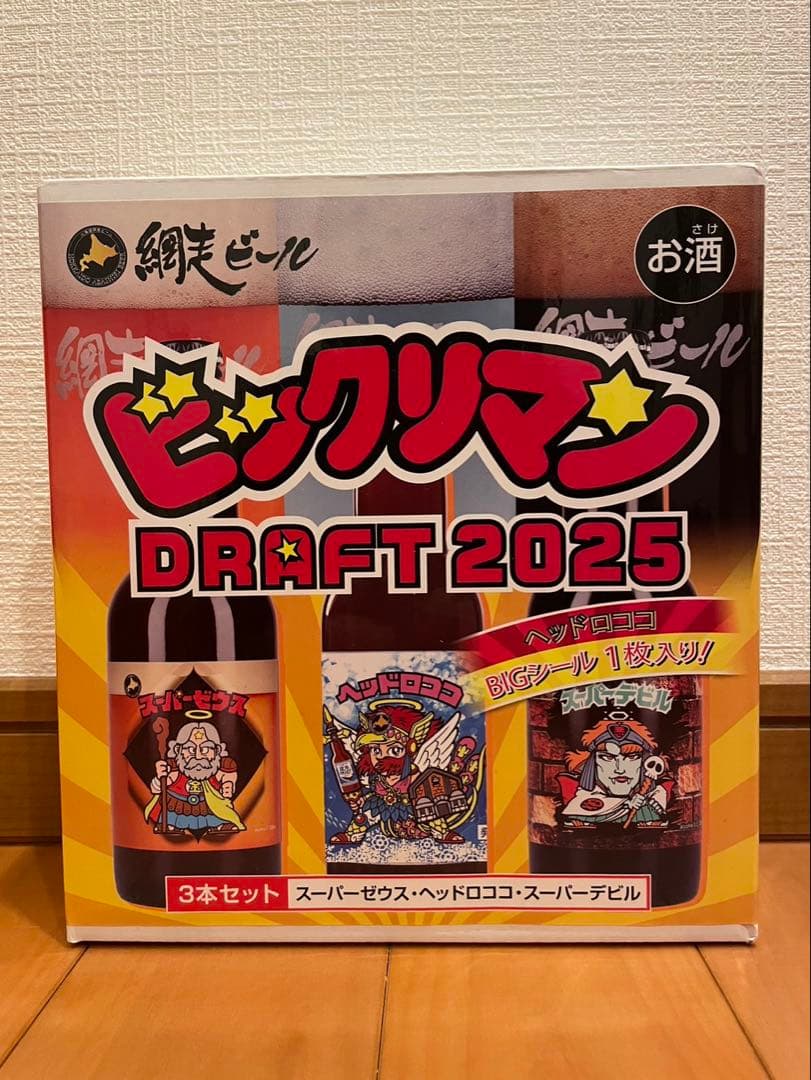 網走ビール
さけ
お酒
網走ビール
網走ビール
ビックリマン
DRAFT 2025
ヘッドロココ
BIGシール 1枚入り!
スーパーゼウス
ヘッドロココ
スーパーデビル
3本セット スーパーゼウス・ヘッドロココ・スーパーデビル